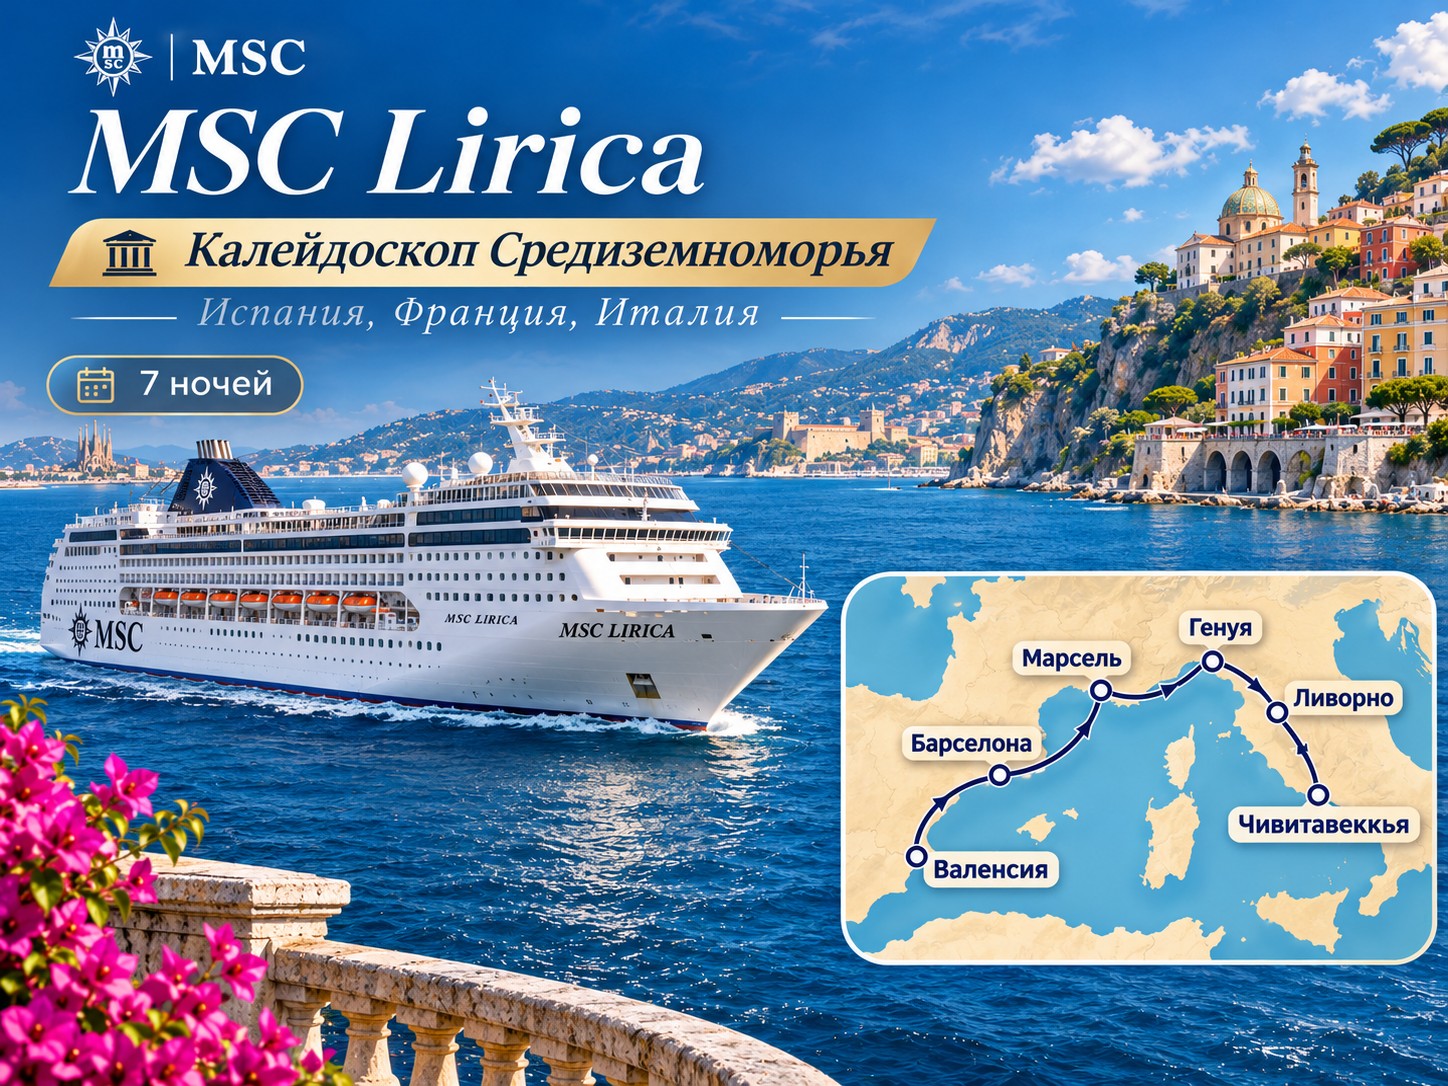 msc | MSC
MSC Lirica
Калейдоскоп Средиземноморья
Испания, Франция, Италия
7 ночей
MSC
MSC LIRICA
MSC LIRICA
Генуя
Марсель
Ливорно
Барселона
Чивитавеккья
Валенсия